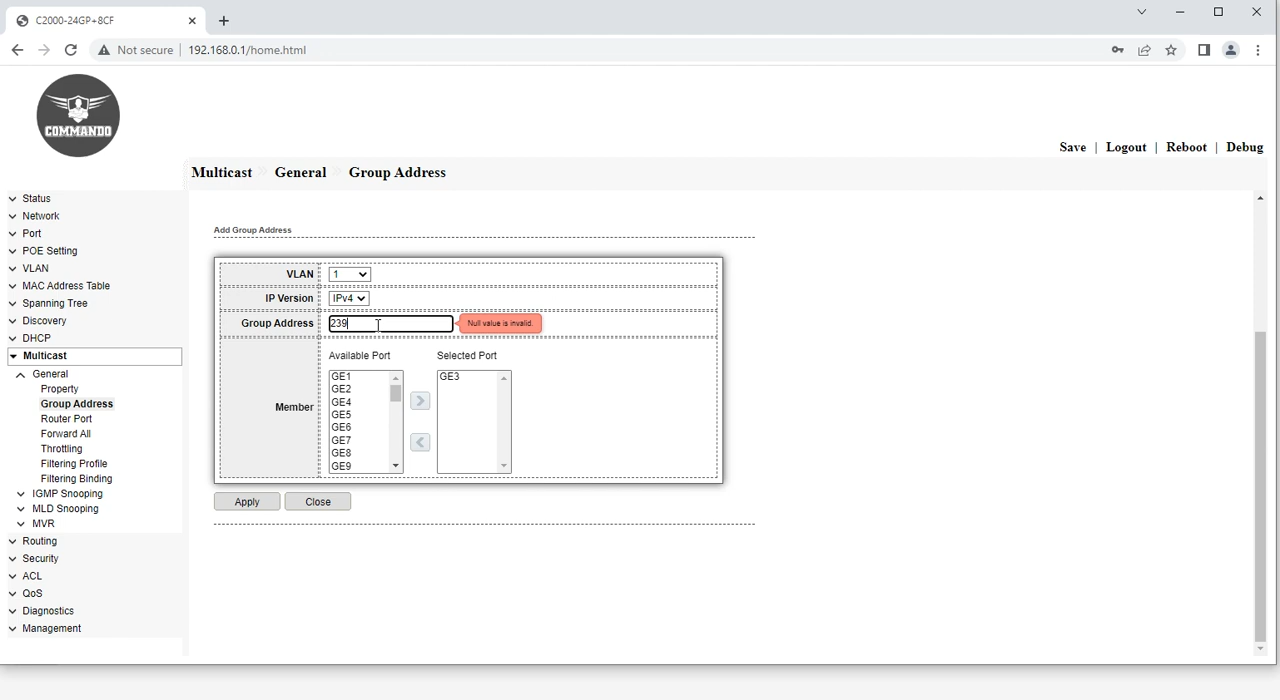 C2000-24GP+8CF
Not secure | 192.168.0.1/home.html
COMMANDO
Save | Logout | Reboot | Debug
Multicast General Group Address
Status
Network
Port
POE Setting
VLAN
MAC Address Table
Spanning Tree
Discovery
DHCP
Multicast
General
Property
Group Address
Router Port
Forward All
Throttling
Filtering Profile
Filtering Binding
IGMP Snooping
MLD Snooping
MVR
Routing
Security
ACL
QoS
Diagnostics
Management
Add Group Address
VLAN 1
IP Version IPv4
Group Address 239 Null value is invalid.
Member
Available Port Selected Port
GE1 GE3
GE2
GE4
GE5
GE6
GE7
GE8
GE9
Apply Close